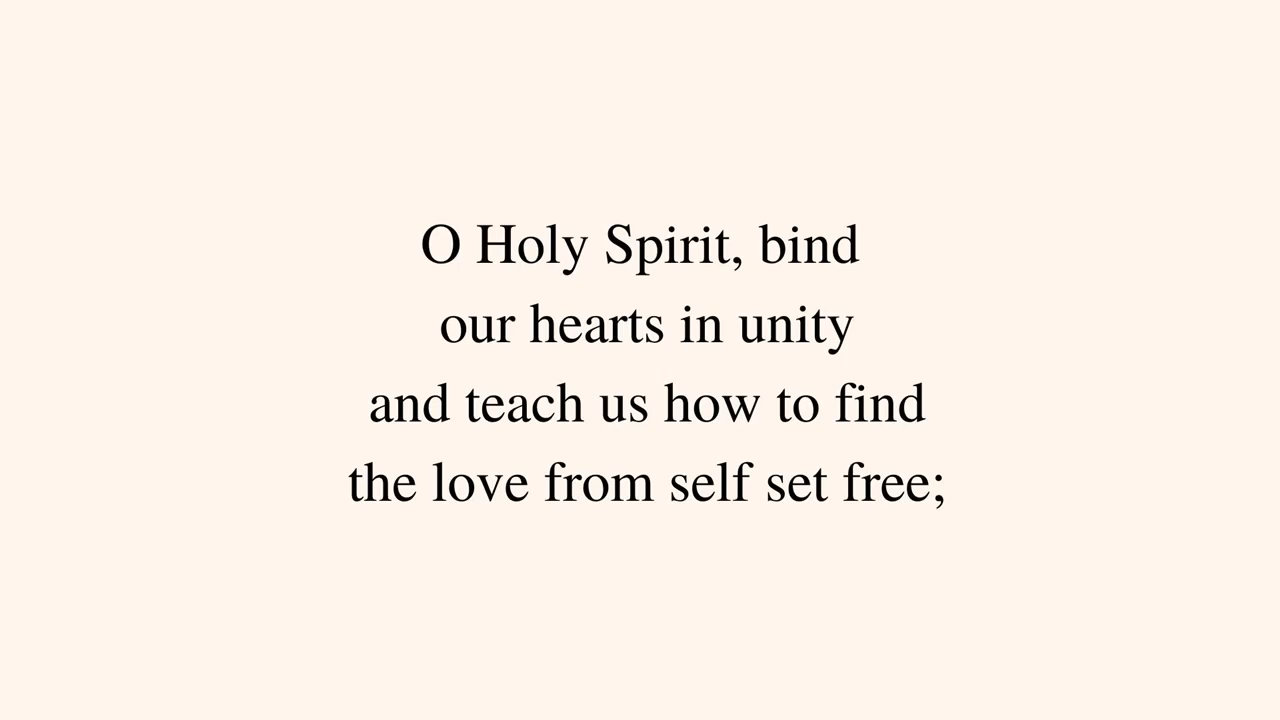 O Holy Spirit, bind
our hearts in unity
and teach us how to find
the love from self set free;